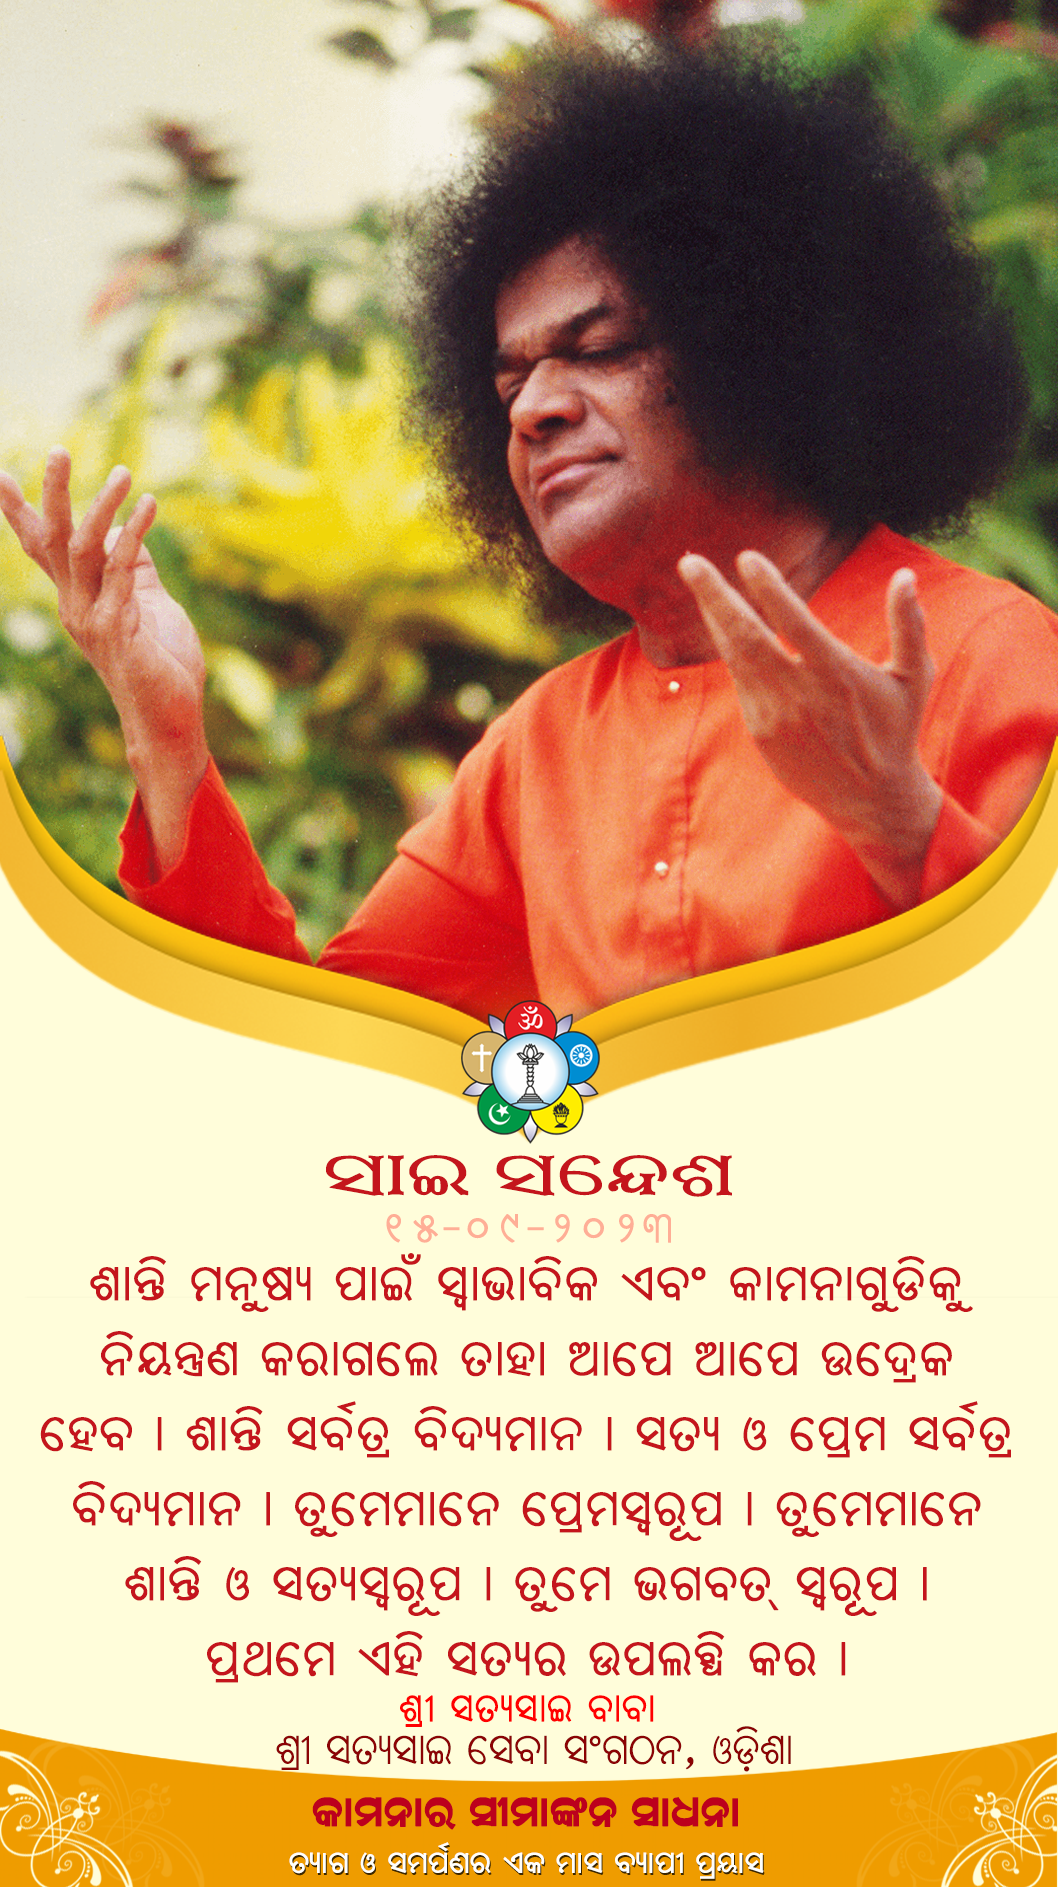 ॐ
ସାଇ ସନ୍ଦେଶ
୧୫-୦୯-୨୦୨୩
ଶାନ୍ତି ମନୁଷ୍ୟ ପାଇଁ ସ୍ୱାଭାବିକ ଏବଂ କାମନାଗୁଡିକୁ
ନିୟନ୍ତ୍ରଣ କରାଗଲେ ତାହା ଆପେ ଆପେ ଉଦ୍ରେକ
ହେବ । ଶାନ୍ତି ସର୍ବତ୍ର ବିଦ୍ୟମାନ । ସତ୍ୟ ଓ ପ୍ରେମ ସର୍ବତ୍ର
ବିଦ୍ୟମାନ । ତୁମେମାନେ ପ୍ରେମସ୍ୱରୂପ । ତୁମେମାନେ
ଶାନ୍ତି ଓ ସତ୍ୟସ୍ୱରୂପ । ତୁମେ ଭଗବତ୍ ସ୍ୱରୂପ ।
ପ୍ରଥମେ ଏହି ସତ୍ୟର ଉପଲବ୍ଧି କର ।
ଶ୍ରୀ ସତ୍ୟସାଇ ବାବା
ଶ୍ରୀ ସତ୍ୟସାଇ ସେବା ସଂଗଠନ, ଓଡ଼ିଶା
କାମନାର ସୀମାଙ୍କନ ସାଧନା
ତ୍ୟାଗ ଓ ସମର୍ପଣର ଏକ ମାସ ବ୍ୟାପୀ ପ୍ରୟାସ